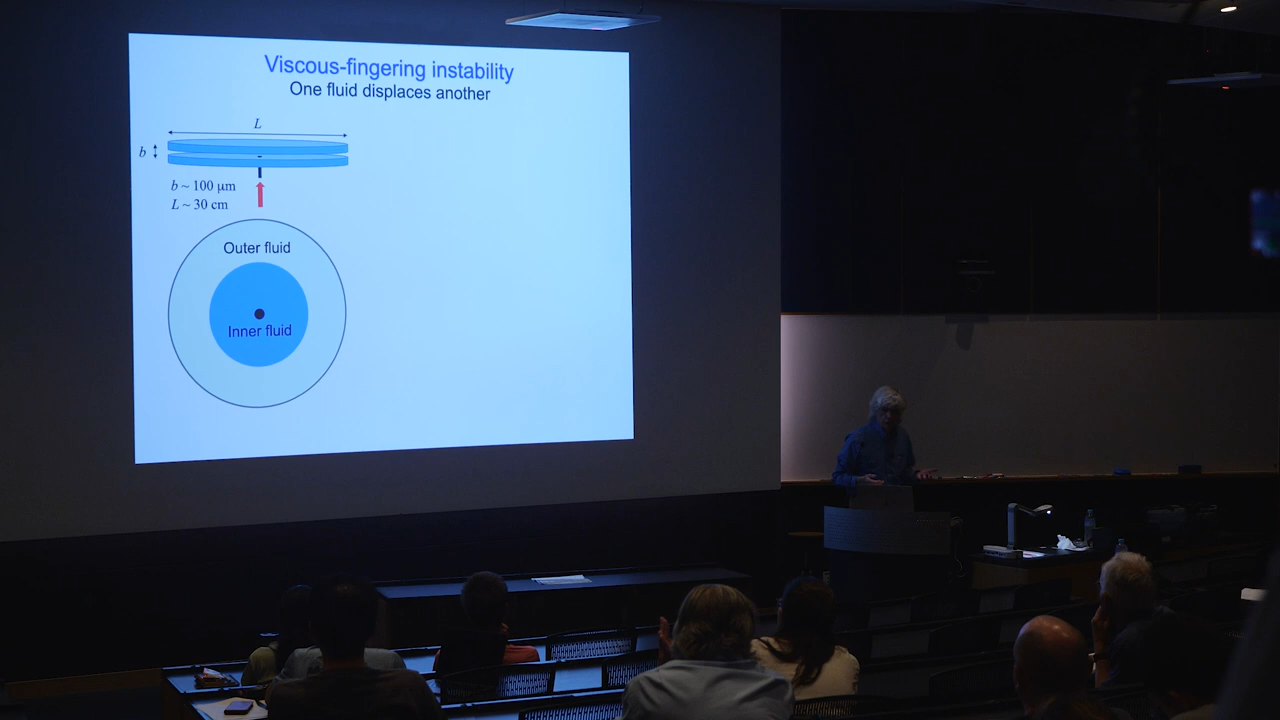 Viscous-fingering instability
One fluid displaces another
L
b
b ~ 100 μm
L ~ 30 cm
Outer fluid
Inner fluid